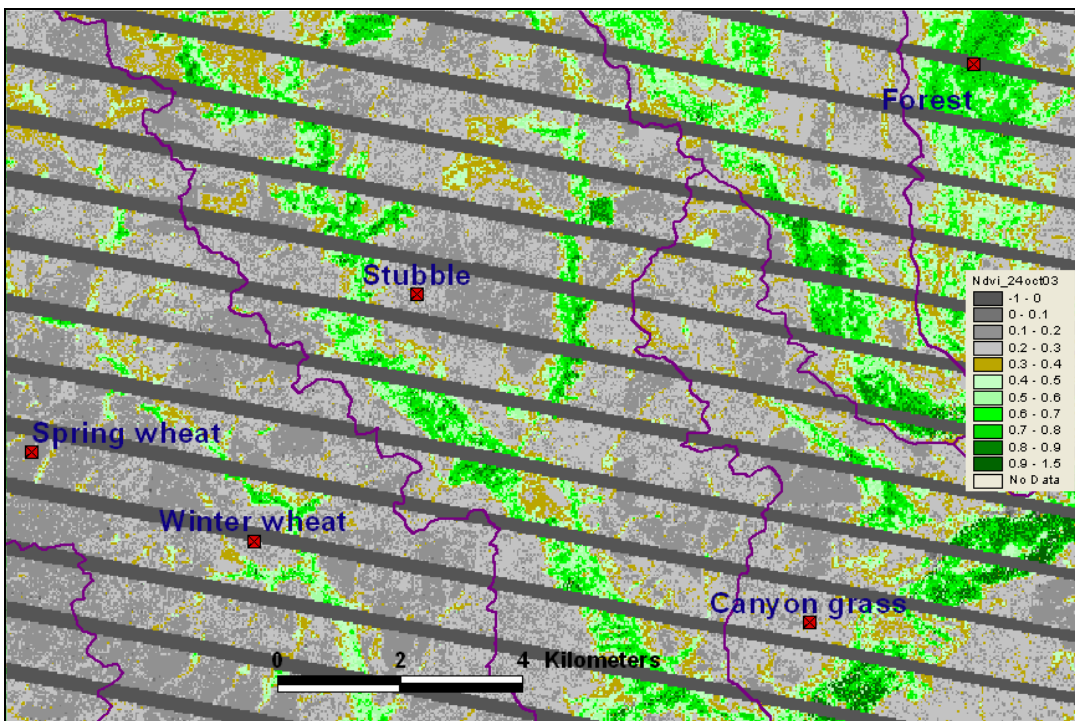 Forest
Stubble
Ndvi_24oct03
-1 - 0
0 - 0.1
0.1 - 0.2
0.2 - 0.3
0.3 - 0.4
0.4 - 0.5
0.5 - 0.6
0.6 - 0.7
0.7 - 0.8
0.8 - 0.9
0.9 - 1.5
No Data
Spring wheat
Winter wheat
Canyon grass
0 2 4 Kilometers